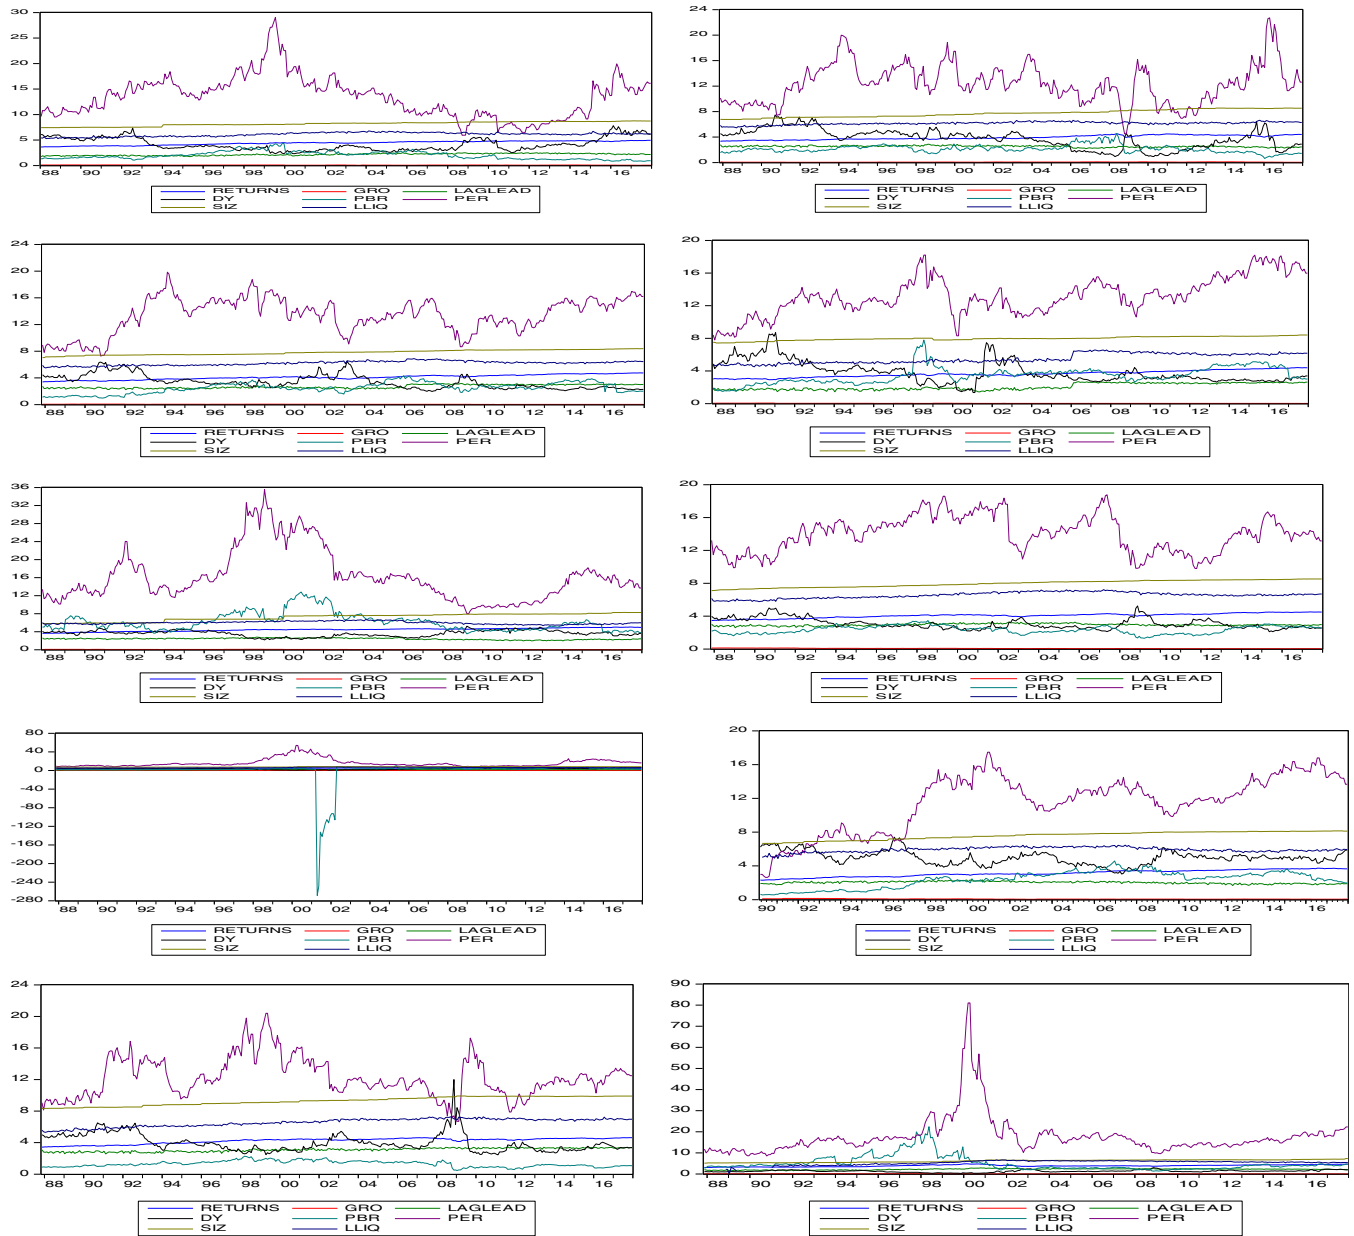 30
25
20
15
10
5
0
88 90 92 94 96 98 00 02 04 06 08 10 12 14 16
RETURNS GRO LAGLEAD
DY PBR PER
SIZ LLIQ
24
20
16
12
8
4
0
88 90 92 94 96 98 00 02 04 06 08 10 12 14 16
RETURNS GRO LAGLEAD
DY PBR PER
SIZ LLIQ
24
20
16
12
8
4
0
88 90 92 94 96 98 00 02 04 06 08 10 12 14 16
RETURNS GRO LAGLEAD
DY PBR PER
SIZ LLIQ
20
16
12
8
4
0
88 90 92 94 96 98 00 02 04 06 08 10 12 14 16
RETURNS GRO LAGLEAD
DY PBR PER
SIZ LLIQ
36
32
28
24
20
16
12
8
4
0
88 90 92 94 96 98 00 02 04 06 08 10 12 14 16
RETURNS GRO LAGLEAD
DY PBR PER
SIZ LLIQ
20
16
12
8
4
0
88 90 92 94 96 98 00 02 04 06 08 10 12 14 16
RETURNS GRO LAGLEAD
DY PBR PER
SIZ LLIQ
80
40
0
-40
-80
-120
-160
-200
-240
-280
88 90 92 94 96 98 00 02 04 06 08 10 12 14 16
RETURNS GRO LAGLEAD
DY PBR PER
SIZ LLIQ
20
16
12
8
4
0
90 92 94 96 98 00 02 04 06 08 10 12 14 16
RETURNS GRO LAGLEAD
DY PBR PER
SIZ LLIQ
24
20
16
12
8
4
0
88 90 92 94 96 98 00 02 04 06 08 10 12 14 16
RETURNS GRO LAGLEAD
DY PBR PER
SIZ LLIQ
90
80
70
60
50
40
30
20
10
0
88 90 92 94 96 98 00 02 04 06 08 10 12 14 16
RETURNS GRO LAGLEAD
DY PBR PER
SIZ LLIQ